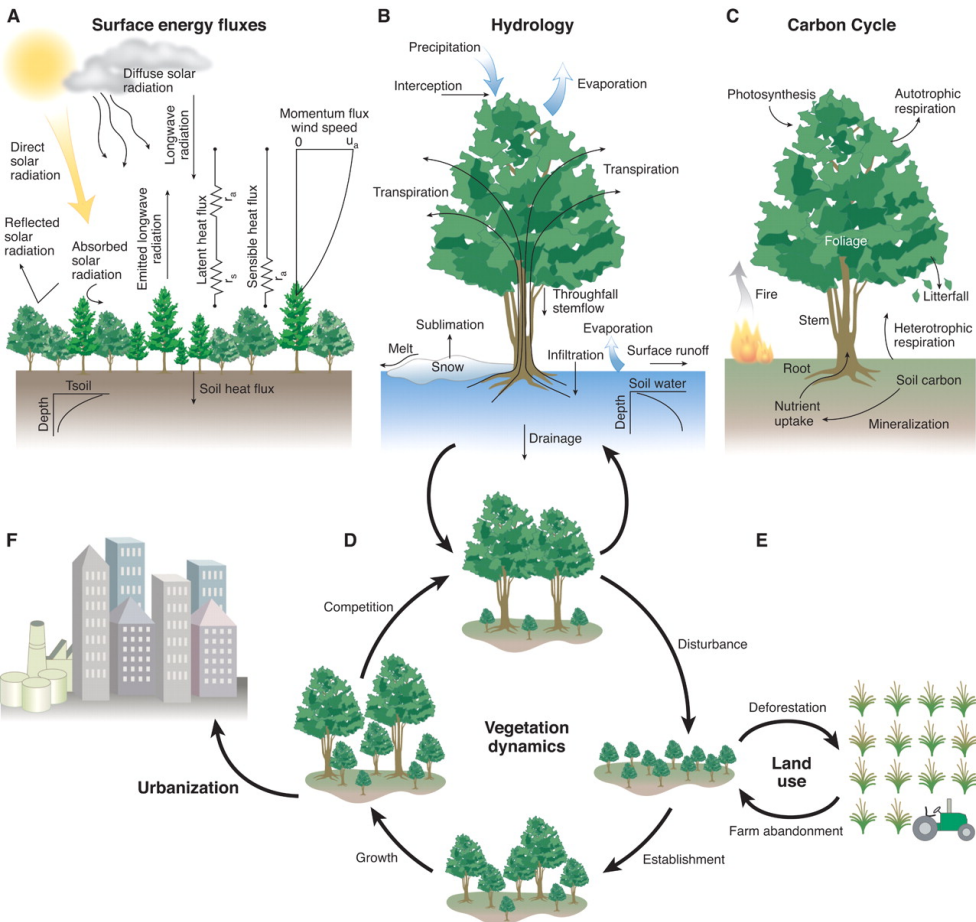 A
Surface energy fluxes
Diffuse solar
radiation
Longwave
radiation
Momentum flux
wind speed
0
ua
Direct
solar
radiation
Reflected
solar
radiation
Absorbed
solar
radiation
Emitted longwave
radiation
Latent heat flux
ra
rs
Sensible heat flux
ra
Tsoil
Depth
Soil heat flux
B
Hydrology
Precipitation
Interception
Evaporation
Transpiration
Transpiration
Throughfall
stemflow
Sublimation
Evaporation
Melt
Snow
Infiltration
Surface runoff
Soil water
Depth
Drainage
C
Carbon Cycle
Photosynthesis
Autotrophic
respiration
Foliage
Fire
Litterfall
Stem
Heterotrophic
respiration
Root
Soil carbon
Nutrient
uptake
Mineralization
F
D
E
Competition
Disturbance
Vegetation
dynamics
Deforestation
Land
use
Urbanization
Farm abandonment
Growth
Establishment